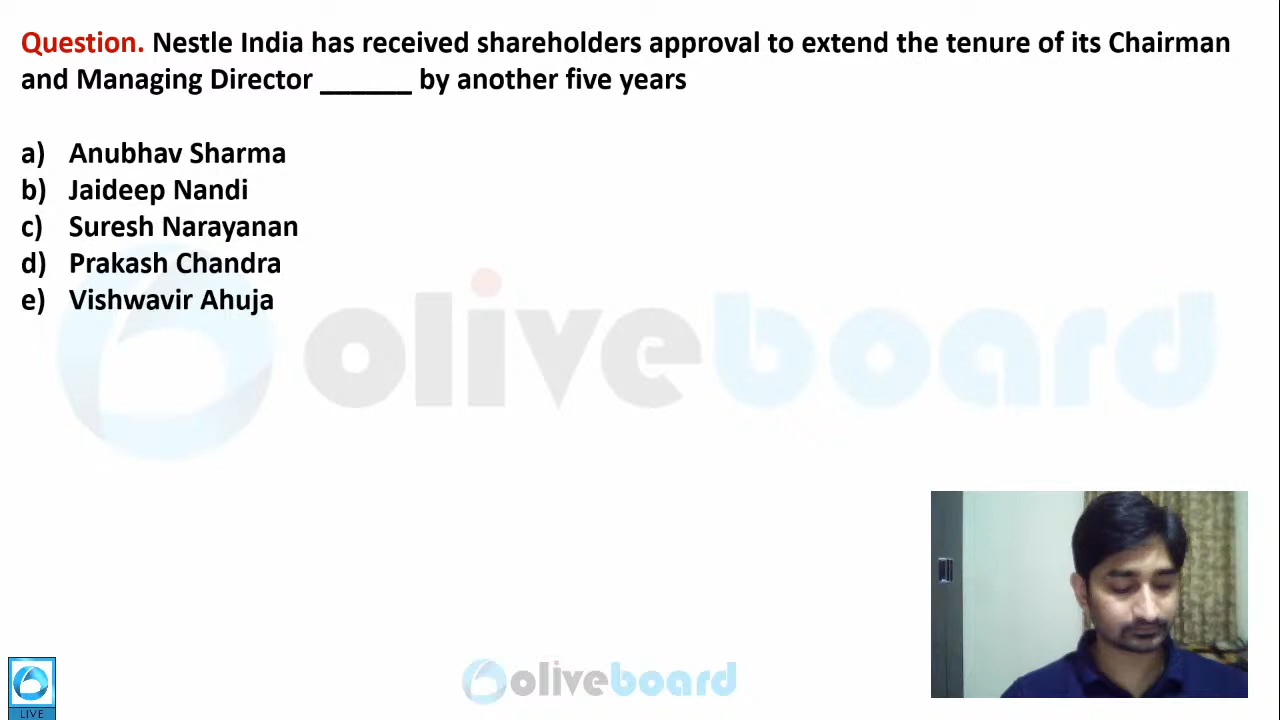 Question. Nestle India has received shareholders approval to extend the tenure of its Chairman
and Managing Director ______ by another five years
a) Anubhav Sharma
b) Jaideep Nandi
c) Suresh Narayanan
d) Prakash Chandra
e) Vishwavir Ahuja
oliveboard
oliveboard
LIVE